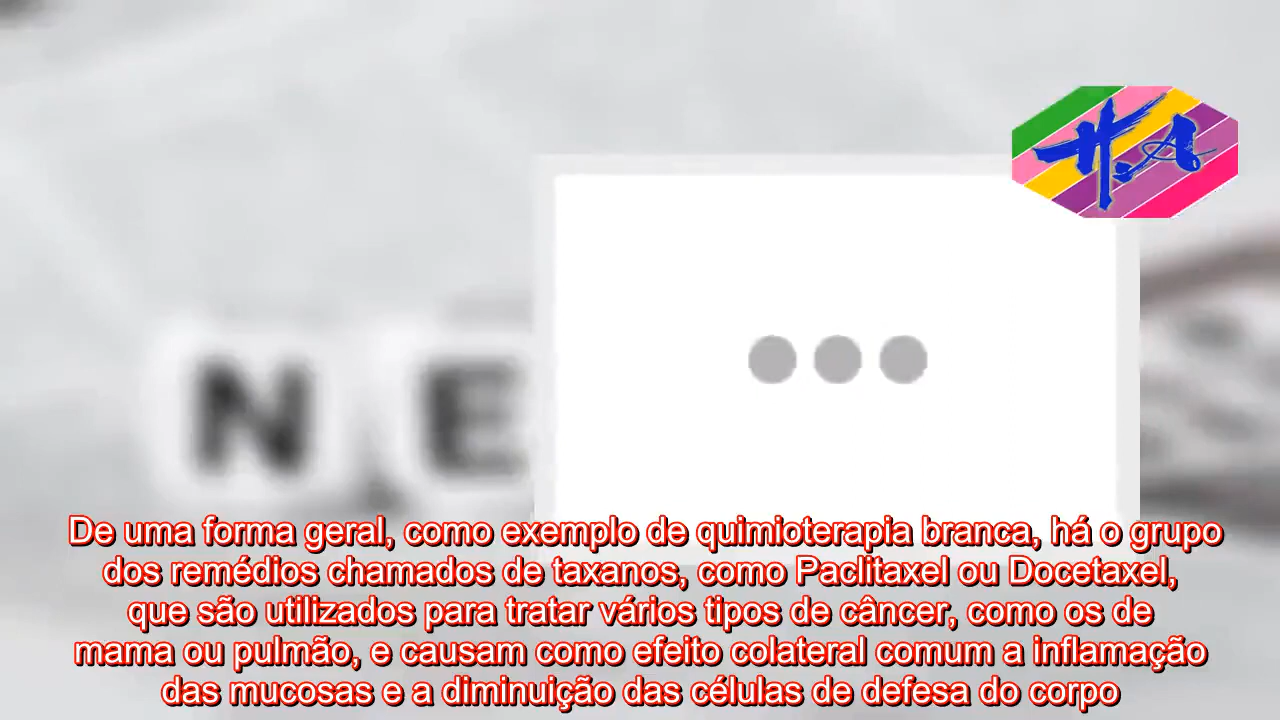 H.A
N E
De uma forma geral, como exemplo de quimioterapia branca, há o grupo
dos remédios chamados de taxanos, como Paclitaxel ou Docetaxel,
que são utilizados para tratar vários tipos de câncer, como os de
mama ou pulmão, e causam como efeito colateral comum a inflamação
das mucosas e a diminuição das células de defesa do corpo